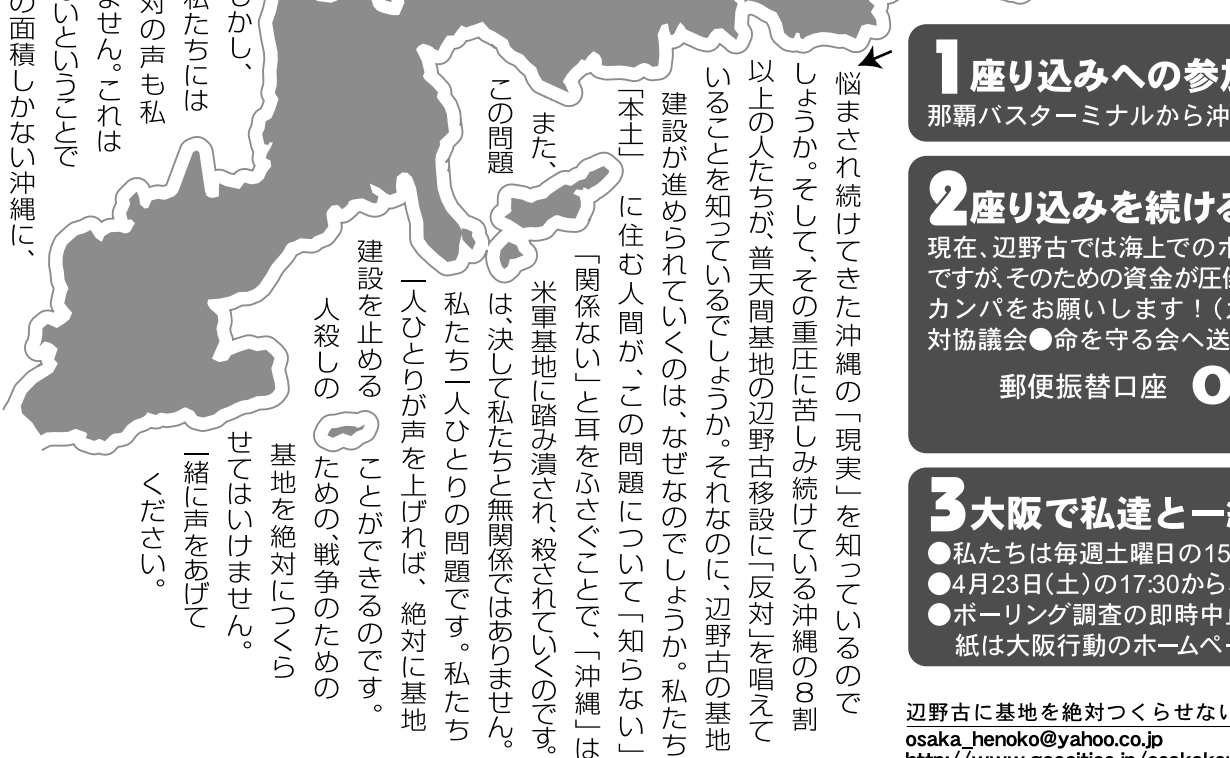 しかし、
私たちには
対の声も私
ません。これは
いということで
の面積しかない沖縄に、
悩まされ続けてきた沖縄の「現実」を知っているので
しょうか。そして、その重圧に苦しみ続けている沖縄の8割
以上の人たちが、普天間基地の辺野古移設に「反対」を唱えて
いることを知っているでしょうか。それなのに、辺野古の基地
建設が進められていくのは、なぜなのでしょうか。私たち
「本土」に住む人間が、この問題について「知らない」
「関係ない」と耳をふさぐことで、「沖縄」は
米軍基地に踏み潰され、殺されていくのです。
また、
この問題
は、決して私たちと無関係ではありません。
私たち一人ひとりの問題です。私たち
一人ひとりが声を上げれば、絶対に基地
建設を止める
ことができるのです。
人殺しの
ための、戦争のための
基地を絶対につくら
せてはいけません。
一緒に声をあげて
ください。
1座り込みへの参
那覇バスターミナルから沖
2座り込みを続ける
現在、辺野古では海上でのボ
ですが、そのための資金が圧
カンパをお願いします！（
対協議会●命を守る会へ送
郵便振替口座 0
3大阪で私達と一
●私たちは毎週土曜日の15
●4月23日（土）の17:30から
●ボーリング調査の即時中
紙は大阪行動のホームペー
辺野古に基地を絶対つくらせない
osaka_henoko@yahoo.co.jp